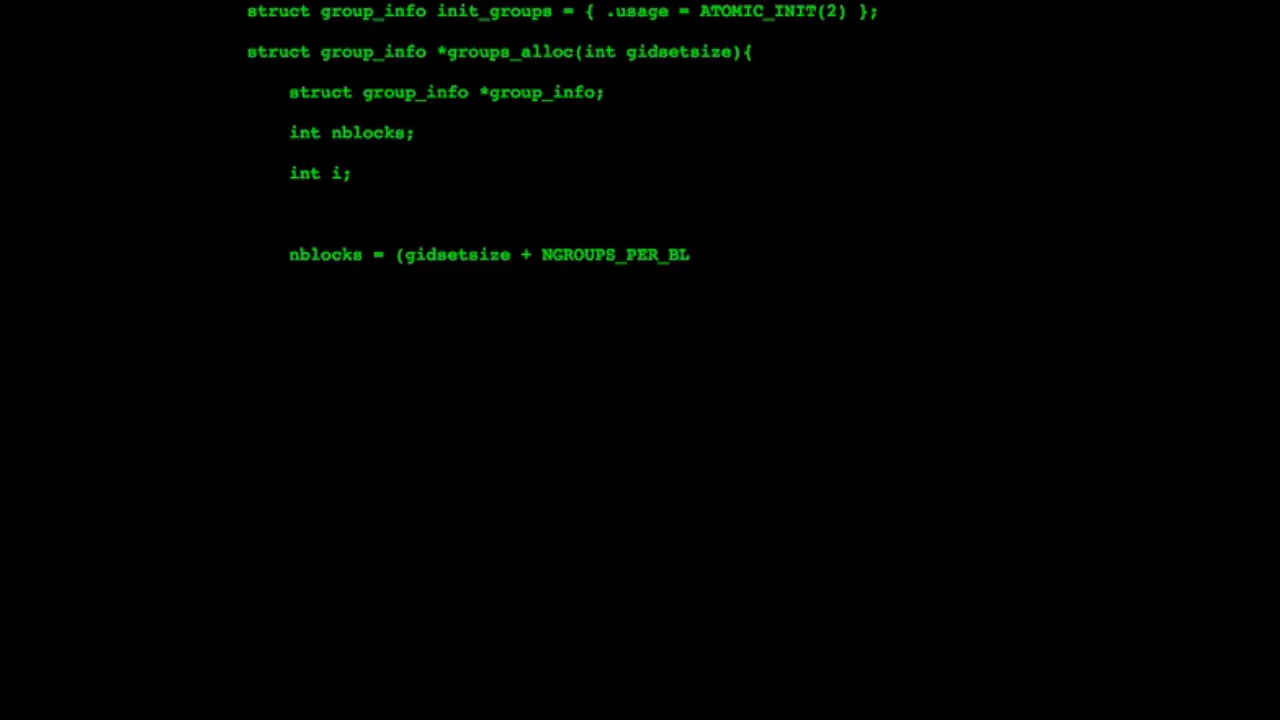 struct group_info init_groups = { .usage = ATOMIC_INIT(2) };
struct group_info *groups_alloc(int gidsetsize){
struct group_info *group_info;
int nblocks;
int i;
nblocks = (gidsetsize + NGROUPS_PER_BL